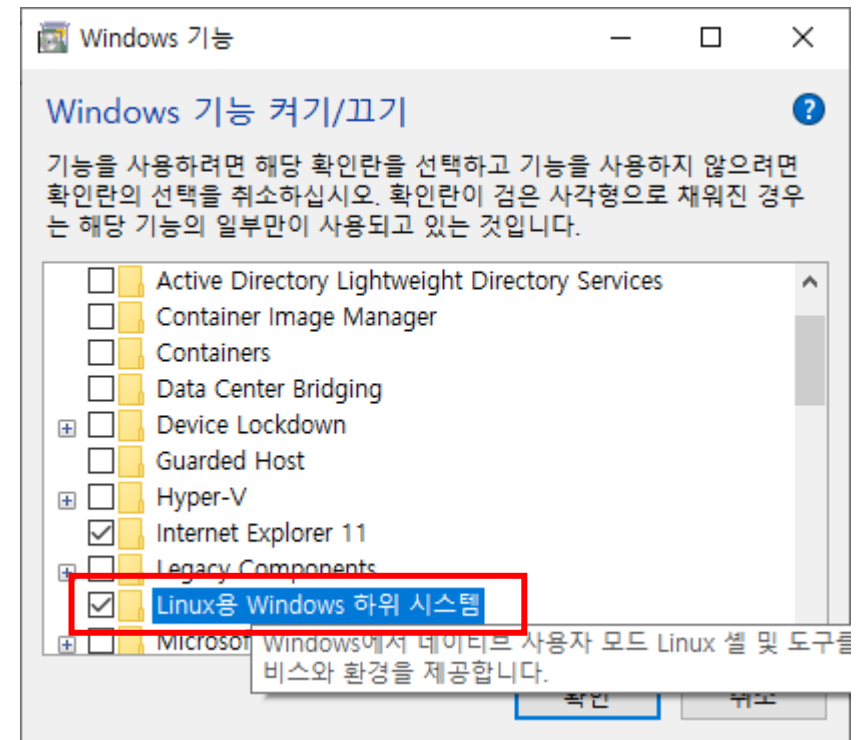 Windows 기능
Windows 기능 켜기/끄기
기능을 사용하려면 해당 확인란을 선택하고 기능을 사용하지 않으려면
확인란의 선택을 취소하십시오. 확인란이 검은 사각형으로 채워진 경우
는 해당 기능의 일부만이 사용되고 있는 것입니다.
Active Directory Lightweight Directory Services
Container Image Manager
Containers
Data Center Bridging
Device Lockdown
Guarded Host
Hyper-V
Internet Explorer 11
Legacy Components
Linux용 Windows 하위 시스템
Microsof
Windows에서 네이티브 사용자 모드 Linux 셸 및 도구를
비스와 환경을 제공합니다.
확인
취소